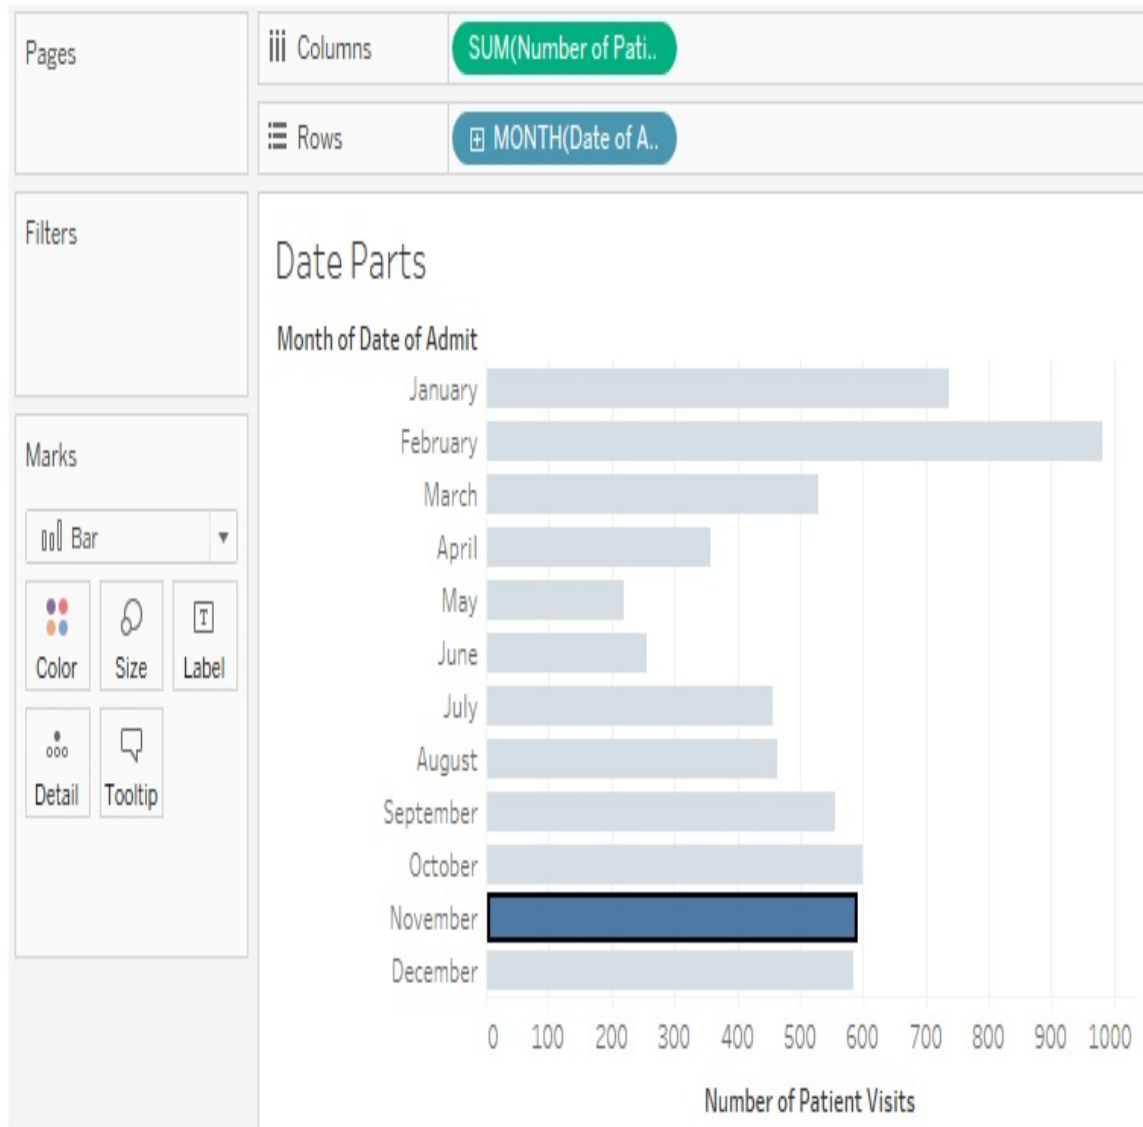 Pages
Columns
SUM(Number of Pati..
Rows
MONTH(Date of A..
Filters
Date Parts
Month of Date of Admit
January
February
March
April
May
June
July
August
September
October
November
December
0 100 200 300 400 500 600 700 800 900 1000
Number of Patient Visits
Marks
Bar
Color Size Label
T
Detail Tooltip